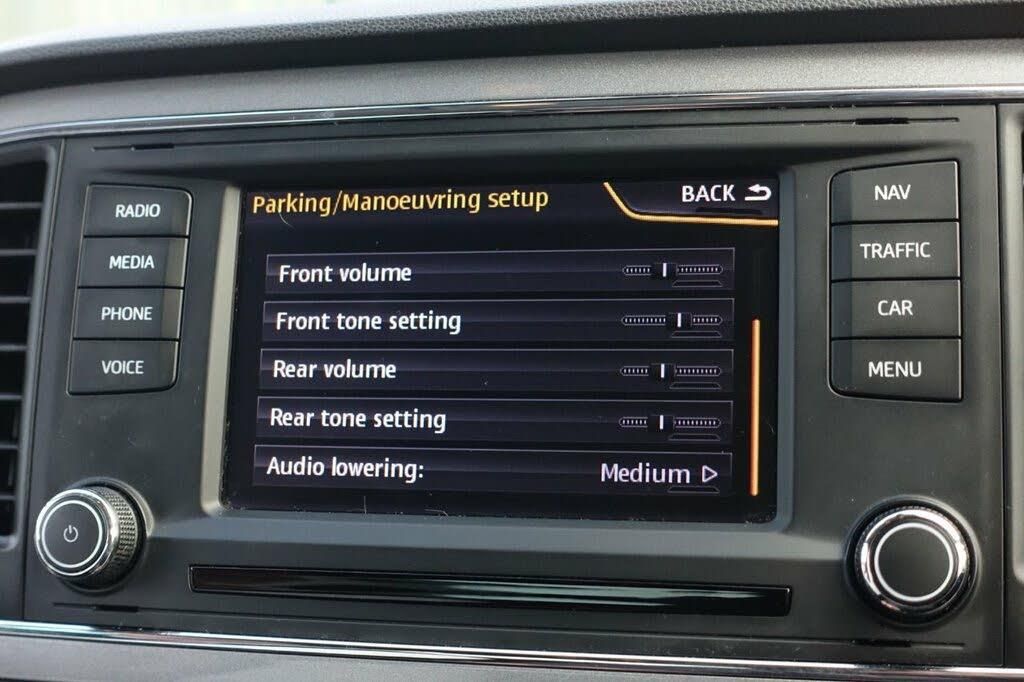 Parking/Manoeuvring setup
BACK
Front volume
Front tone setting
Rear volume
Rear tone setting
Audio lowering: Medium
RADIO
MEDIA
PHONE
VOICE
NAV
TRAFFIC
CAR
MENU